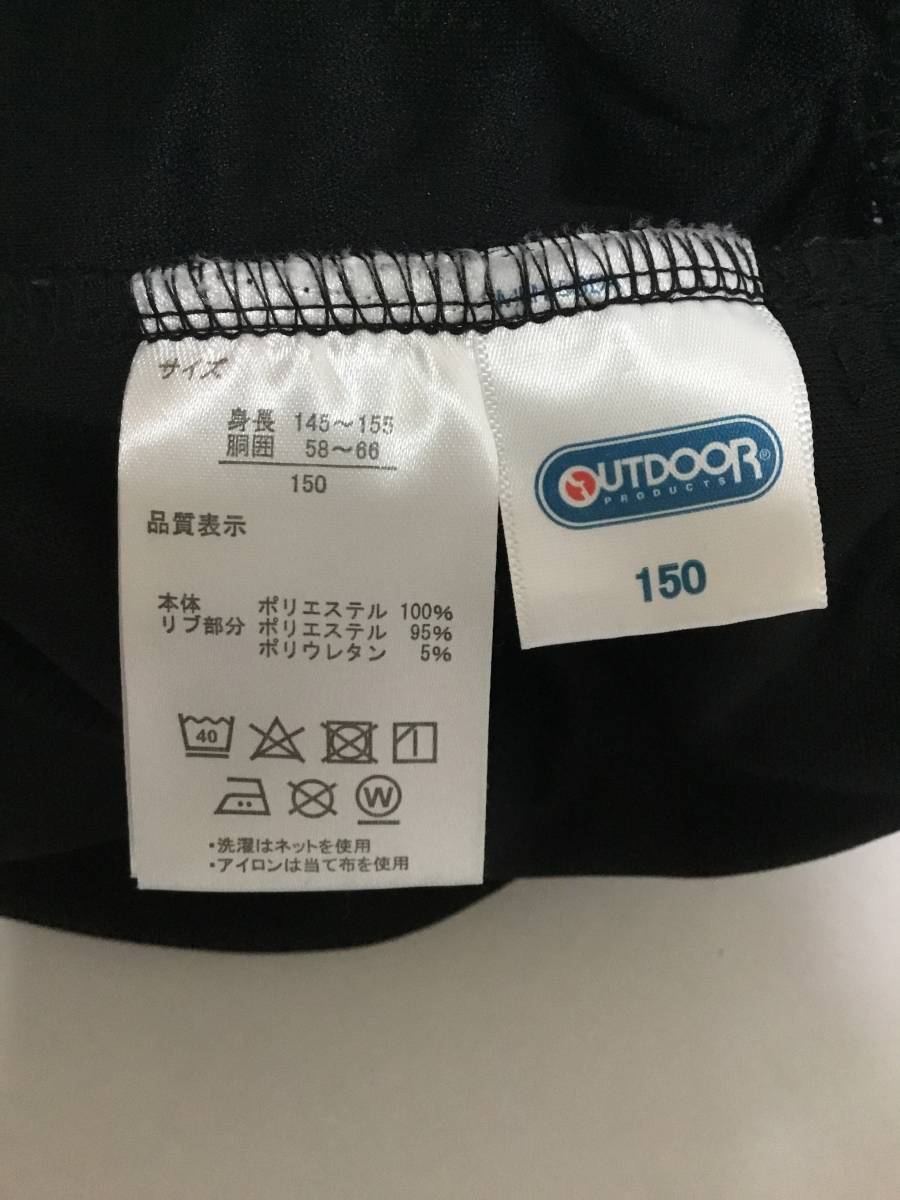 サイズ
身長 145〜155
胴囲 58〜66
150
品質表示
本体 ポリエステル 100%
リブ部分 ポリエステル 95%
ポリウレタン 5%
40
W
・洗濯はネットを使用
・アイロンは当て布を使用
OUTDOOR®
PRODUCTS
150